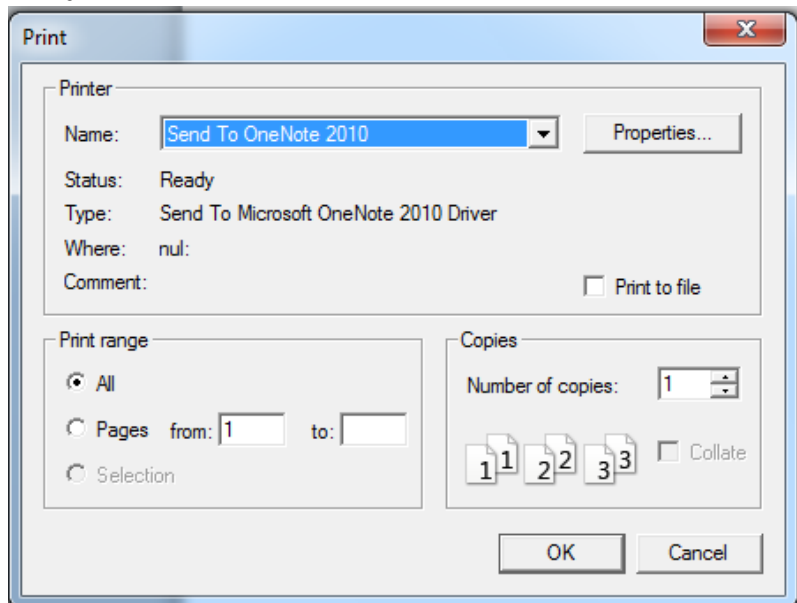 Print
Printer
Name: Send To OneNote 2010 Properties...
Status: Ready
Type: Send To Microsoft OneNote 2010 Driver
Where: nul:
Comment: Print to file
Print range
All
Pages from: 1 to:
Selection
Copies
Number of copies: 1
1 1 2 2 3 3 Collate
OK Cancel